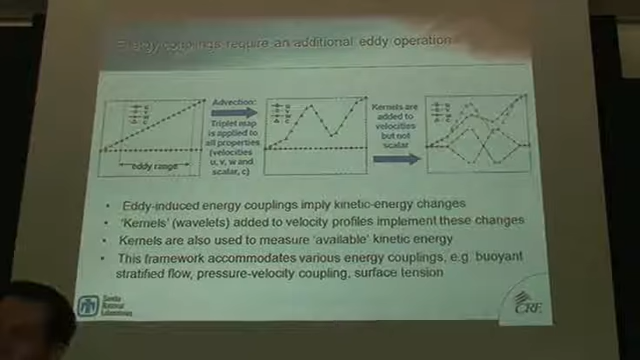 Energy couplings require an additional eddy operation
Advection:
Triplet map
is applied to
all properties
(velocities
u, v, w and
scalar, c)
eddy range
Kernels are
added to
velocities
but not
scalar
• Eddy-induced energy couplings imply kinetic-energy changes
• 'Kernels' (wavelets) added to velocity profiles implement these changes
• Kernels are also used to measure 'available' kinetic energy
• This framework accommodates various energy couplings, e.g. buoyant
stratified flow, pressure-velocity coupling, surface tension
Sandia
National
Laboratories
CRF